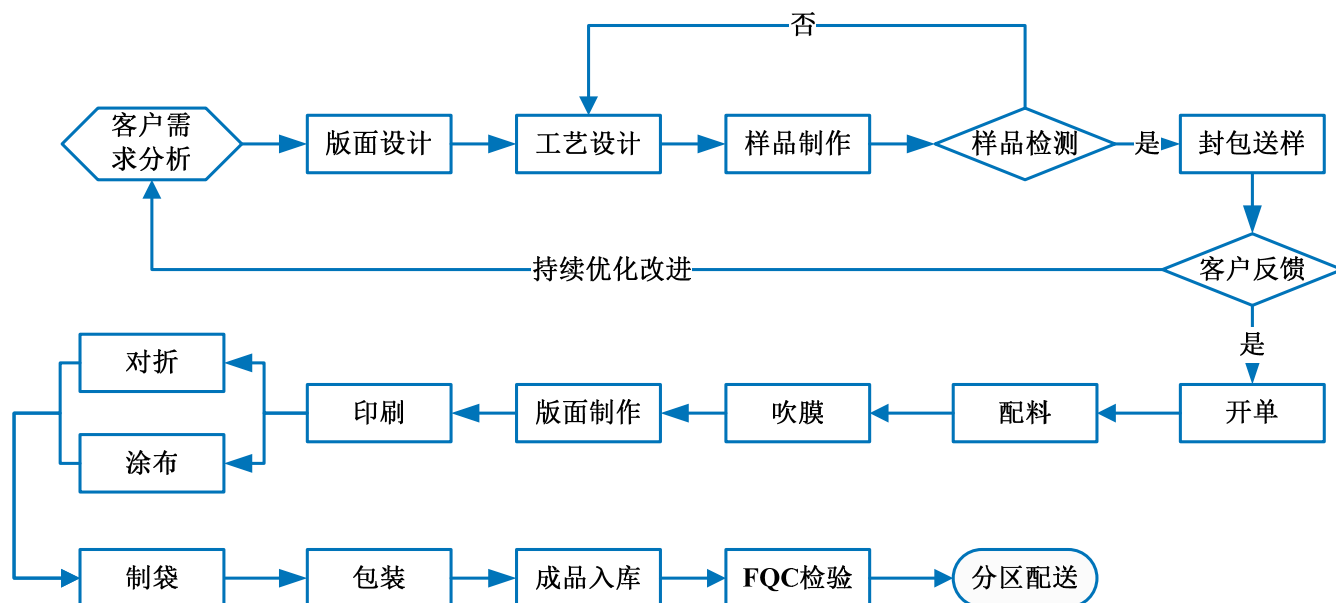 否
客户需
求分析
版面设计
工艺设计
样品制作
样品检测
是
封包送样
持续优化改进
客户反馈
是
对折
印刷
版面制作
吹膜
配料
开单
涂布
制袋
包装
成品入库
FQC检验
分区配送